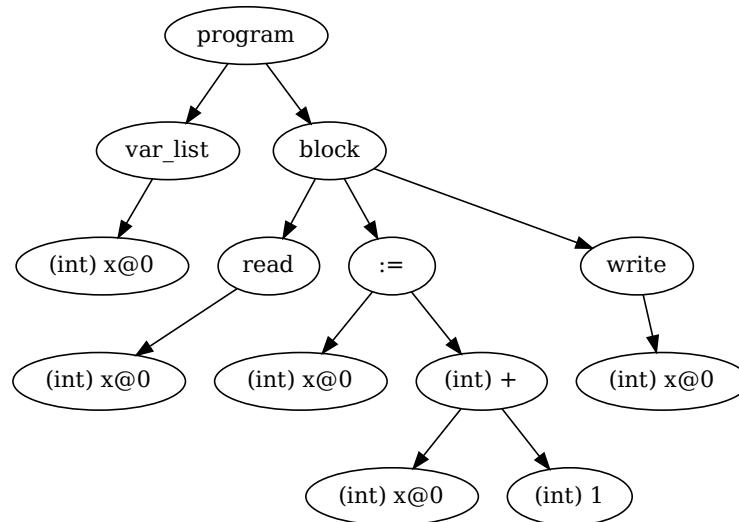 program
var_list
block
(int) x@0
read
:=
write
(int) x@0
(int) x@0
(int) +
(int) x@0
(int) x@0
(int) 1